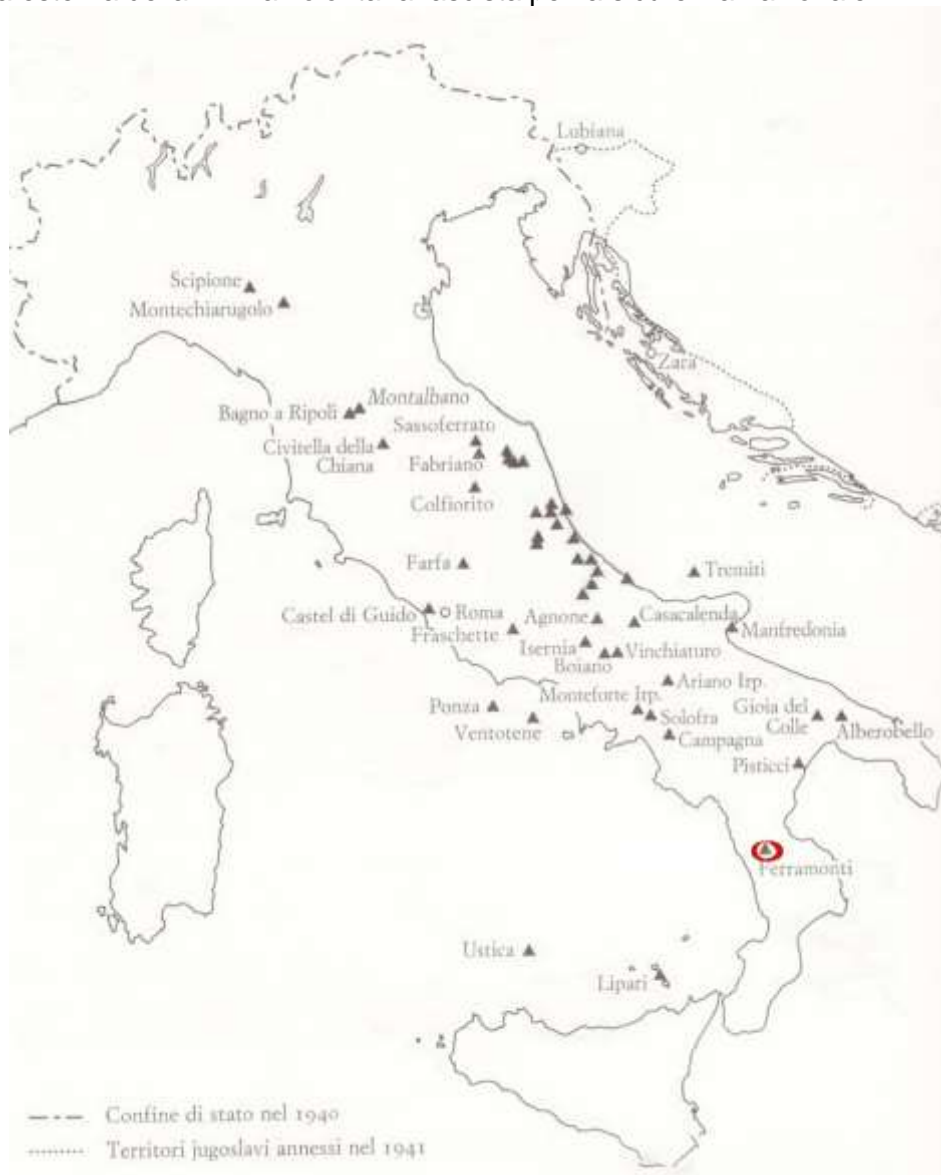 Lubiana
Scipione
Montechiarugolo
Zara
Montalbano
Bagno a Ripoli
Sassoferrato
Civitella della
Chiana
Fabriano
Colfiorito
Farfa
Tremiti
Castel di Guido
Roma
Fraschette
Agnone
Casacalenda
Manfredonia
Isernia
Boiano
Vinchiaturo
Ariano Irp.
Monteforte Irp.
Ponza
Ventotene
Solofra
Gioia del
Colle
Alberobello
Campagna
Pisticci
Ferramonti
Ustica
Lipari
Confine di stato nel 1940
Territori jugoslavi annessi nel 1941